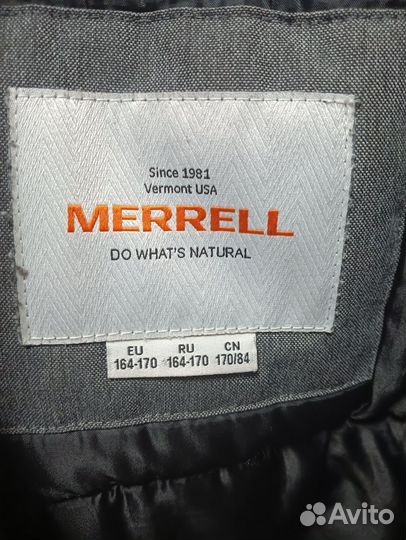 Since 1981
Vermont USA
MERRELL
DO WHAT'S NATURAL
EU RU CN
164-170 164-170 170/84
Avito